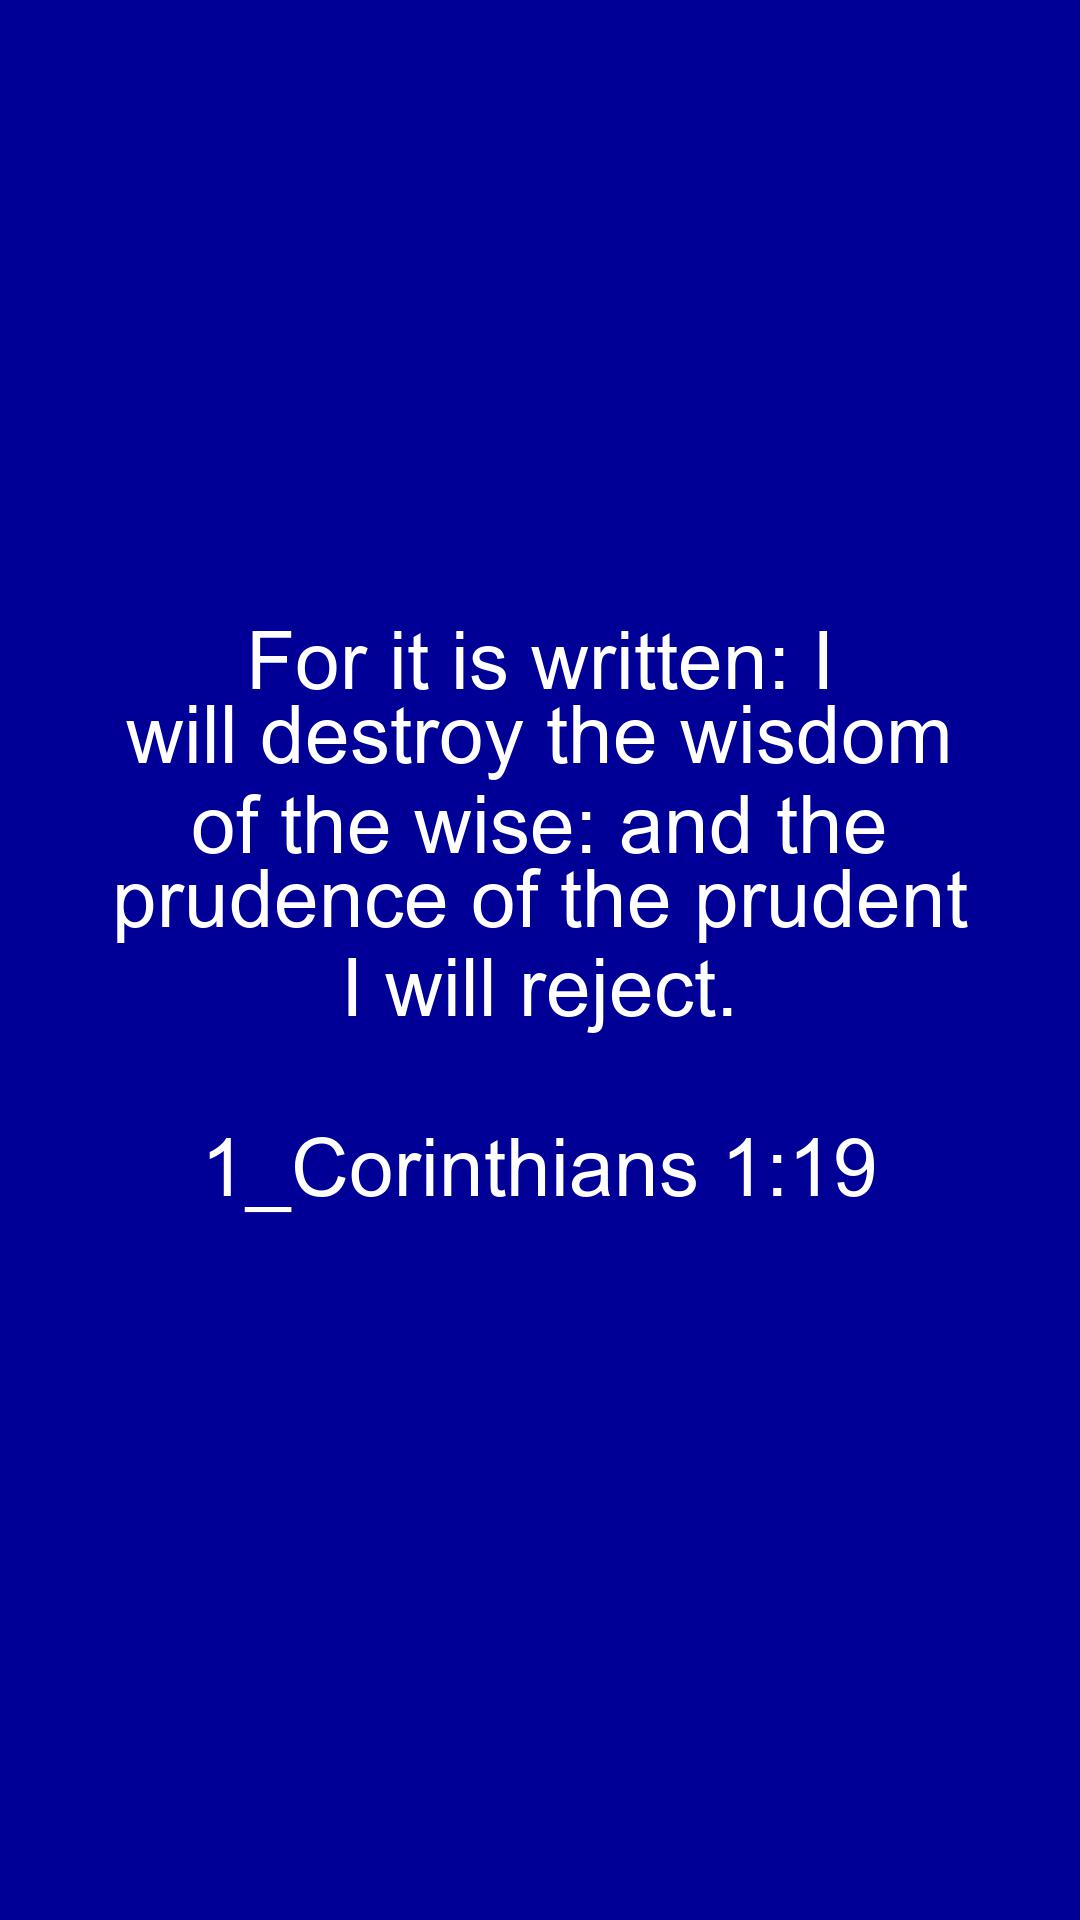 For it is written: I
will destroy the wisdom
of the wise: and the
prudence of the prudent
I will reject.
1_Corinthians 1:19